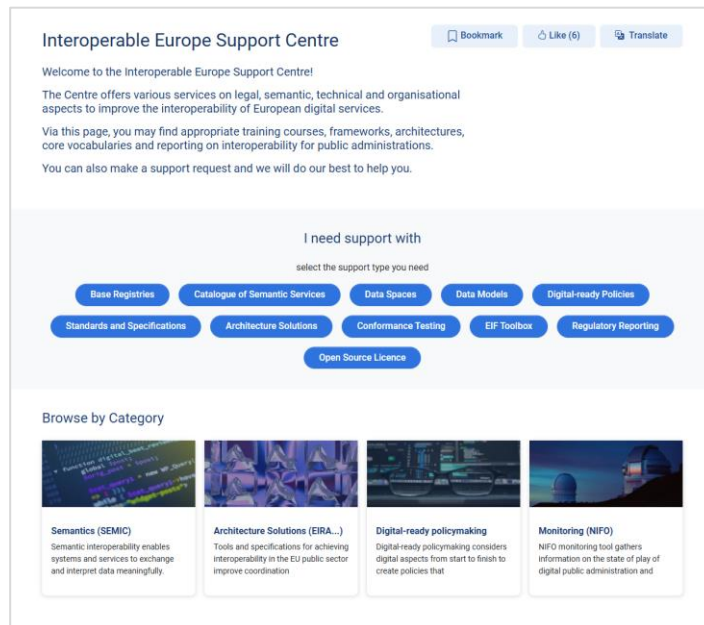 Interoperable Europe Support Centre
Bookmark
Like (6)
Translate
Welcome to the Interoperable Europe Support Centre!
The Centre offers various services on legal, semantic, technical and organisational
aspects to improve the interoperability of European digital services.
Via this page, you may find appropriate training courses, frameworks, architectures,
core vocabularies and reporting on interoperability for public administrations.
You can also make a support request and we will do our best to help you.
I need support with
select the support type you need
Base Registries
Catalogue of Semantic Services
Data Spaces
Data Models
Digital-ready Policies
Standards and Specifications
Architecture Solutions
Conformance Testing
EIF Toolbox
Regulatory Reporting
Open Source Licence
Browse by Category
Semantics (SEMIC)
Semantic interoperability enables
systems and services to exchange
and interpret data meaningfully.
Architecture Solutions (EIRA...)
Tools and specifications for achieving
interoperability in the EU public sector
improve coordination
Digital-ready policymaking
Digital-ready policymaking considers
digital aspects from start to finish to
create policies that
Monitoring (NIFO)
NIFO monitoring tool gathers
information on the state of play of
digital public administration and